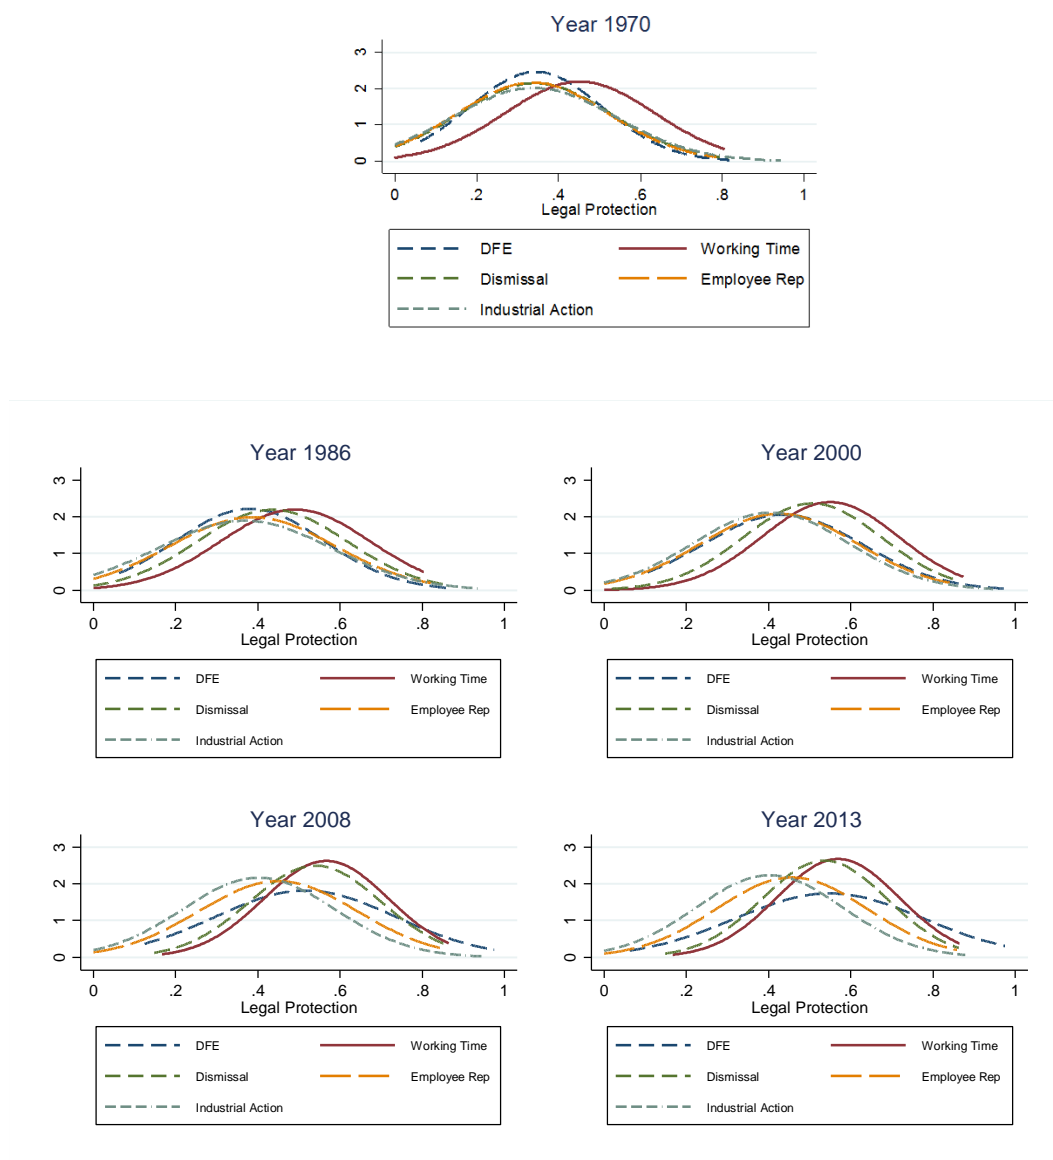 Year 1970
3
2
1
0
0 .2 .4 .6 .8 1
Legal Protection
DFE Working Time
Dismissal Employee Rep
Industrial Action
Year 1986
3
2
1
0
0 .2 .4 .6 .8 1
Legal Protection
DFE Working Time
Dismissal Employee Rep
Industrial Action
Year 2000
3
2
1
0
0 .2 .4 .6 .8 1
Legal Protection
DFE Working Time
Dismissal Employee Rep
Industrial Action
Year 2008
3
2
1
0
0 .2 .4 .6 .8 1
Legal Protection
DFE Working Time
Dismissal Employee Rep
Industrial Action
Year 2013
3
2
1
0
0 .2 .4 .6 .8 1
Legal Protection
DFE Working Time
Dismissal Employee Rep
Industrial Action